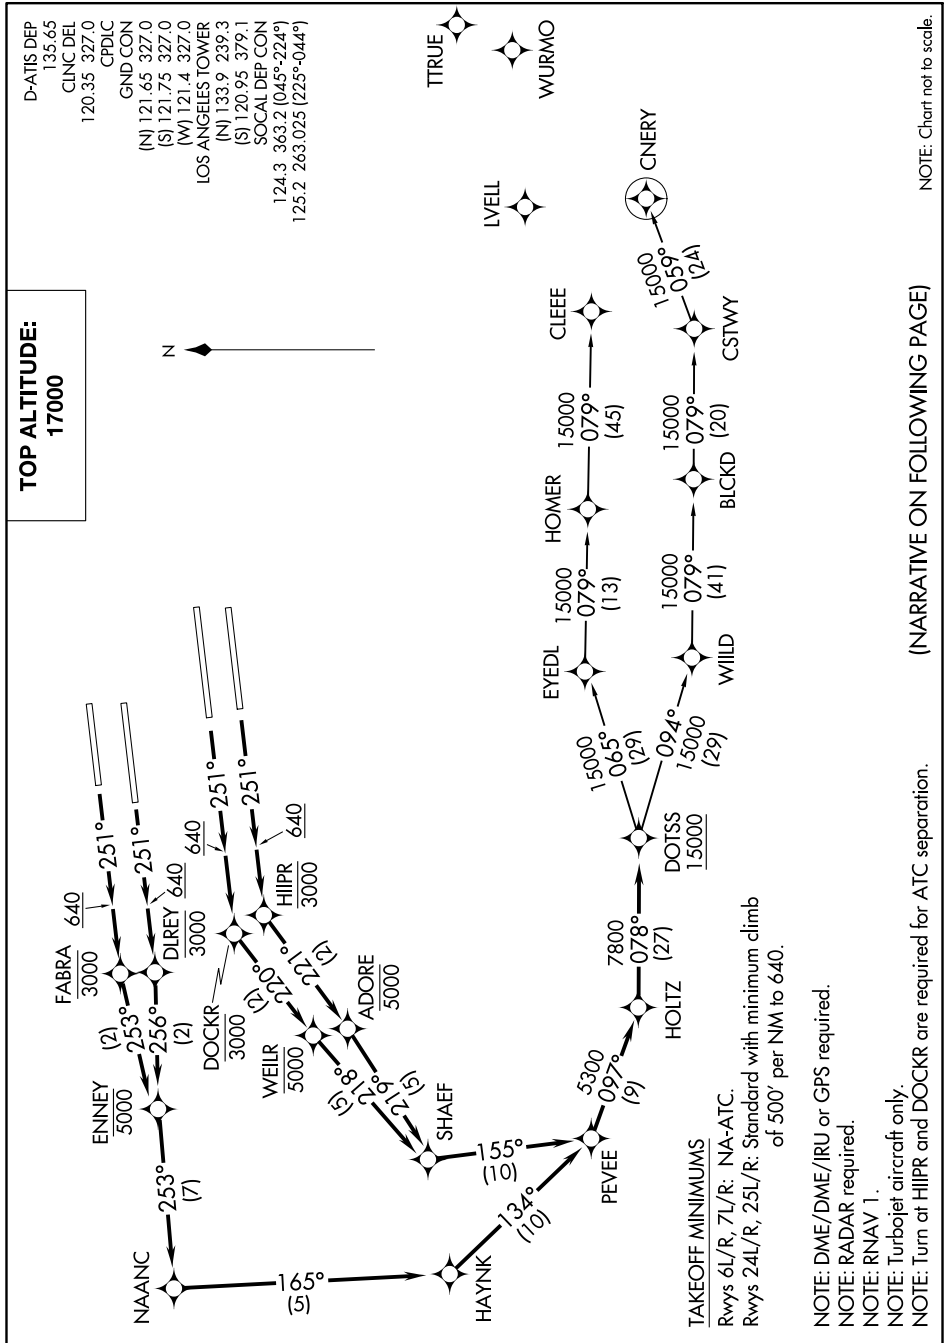 TOP ALTITUDE:
17000
D-ATIS DEP
135.65
CLNC DEL
120.35 327.0
CPDLC
GND CON
(N) 121.65 327.0
(S) 121.75 327.0
(W) 121.4 327.0
LOS ANGELES TOWER
(N) 133.9 239.3
(S) 120.95 379.1
SOCAL DEP CON
124.3 363.2 (045°-224°)
125.2 263.025 (225°-044°)
N
TTRUE
WURMO
LVELL
CNERY
15000
059°
(24)
CSTWY
15000
079°
(20)
BLCKD
15000
079°
(41)
WIILD
094°
15000
(29)
CLEEE
15000
079°
(45)
HOMER
15000
079°
(13)
EYEDL
15000
065°
(29)
DOTSS
15000
7800
078°
(27)
HOLTZ
5300
097°
(9)
PEVEE
155°
(10)
SHAEF
134°
(10)
HAYNK
165°
(5)
NAANC
253°
(7)
ENNEY
5000
(2)
253°
256°
(2)
FABRA
3000
640
251°
DLREY
3000
640
251°
DOCKR
3000
640
251°
HIIPR
3000
640
251°
220°
(2)
221°
(2)
WEILR
5000
ADORE
5000
218°
(5)
219°
(5)
TAKEOFF MINIMUMS
Rwys 6L/R, 7L/R: NA-ATC.
Rwys 24L/R, 25L/R: Standard with minimum climb
of 500' per NM to 640.
NOTE: DME/DME/IRU or GPS required.
NOTE: RADAR required.
NOTE: RNAV 1.
NOTE: Turbojet aircraft only.
NOTE: Turn at HIIPR and DOCKR are required for ATC separation.
(NARRATIVE ON FOLLOWING PAGE)
NOTE: Chart not to scale.